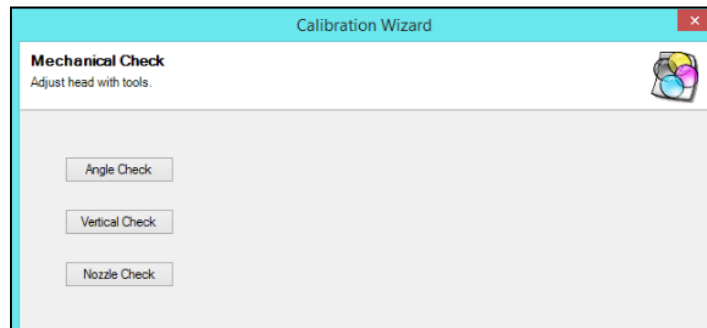 Calibration Wizard
Mechanical Check
Adjust head with tools.
Angle Check
Vertical Check
Nozzle Check